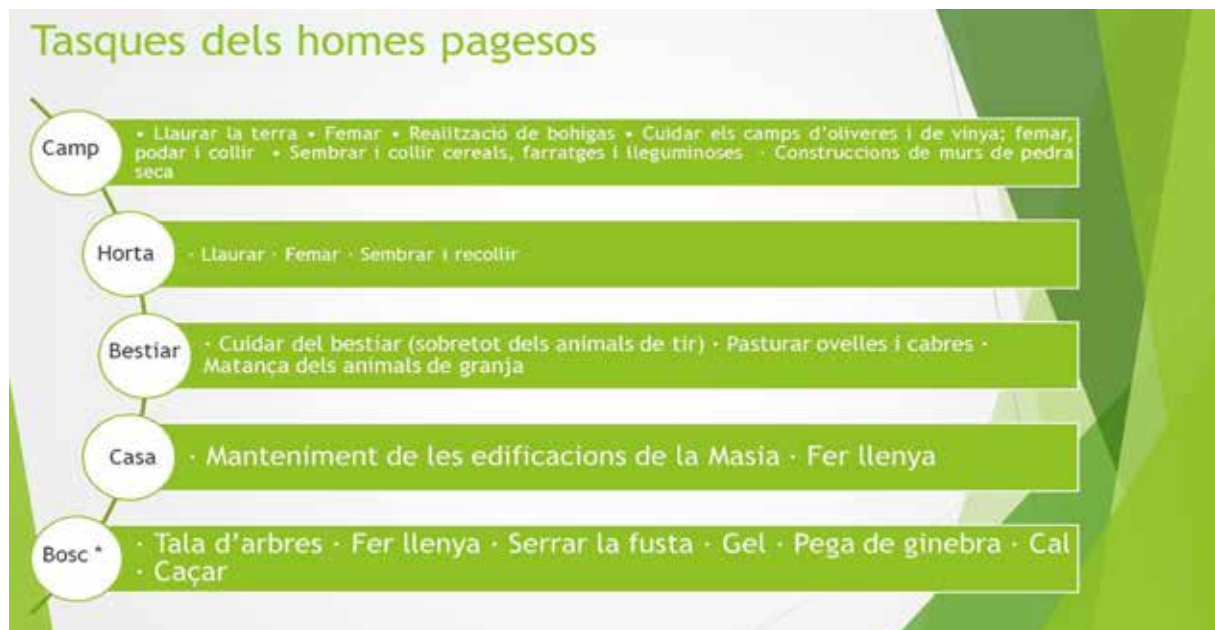 Tasques dels homes pagesos
Camp
• Llaurar la terra • Femar • Realització de bohigas • Cuidar els camps d'oliveres i de vinya; femar,
podar i collir • Sembrar i collir cereals, farratges i lleguminoses · Construccions de murs de pedra
seca
Horta
· Llaurar · Femar · Sembrar i recollir
Bestiar
· Cuidar del bestiar (sobretot dels animals de tir) · Pasturar ovelles i cabres ·
Matança dels animals de granja
Casa
· Manteniment de les edificacions de la Masia · Fer llenya
Bosc *
· Tala d'arbres · Fer llenya · Serrar la fusta · Gel · Pega de ginebra · Cal
· Caçar